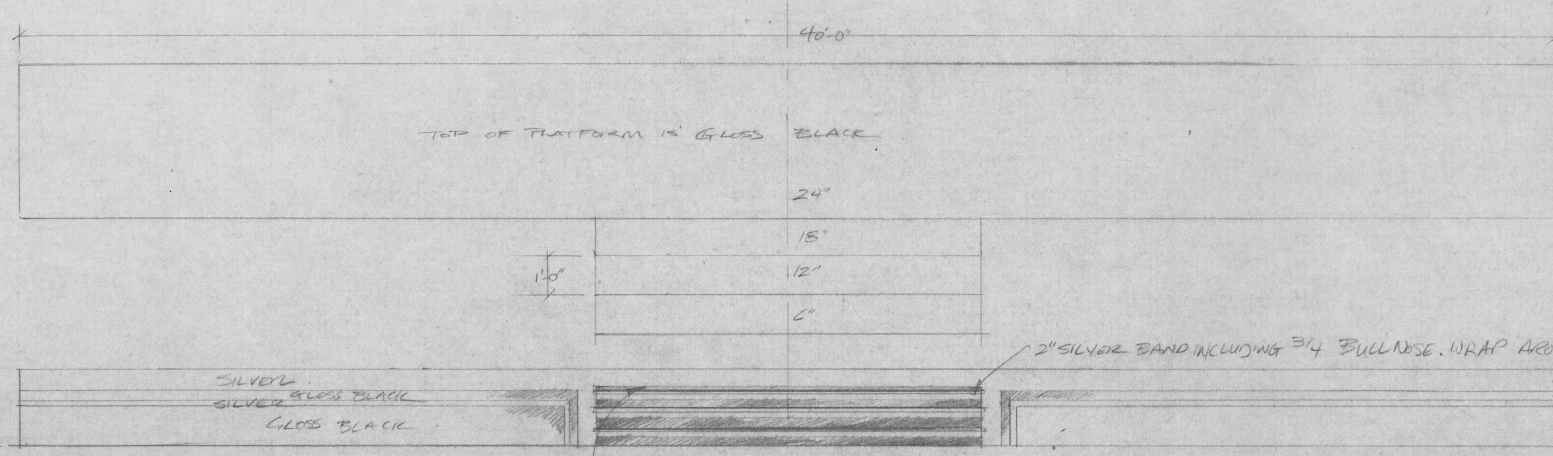 40'-0"
TOP OF PLATFORM IS GLOSS BLACK
24"
18"
12"
1'-0"
6"
2" SILVER BAND INCLUDING 3/4 BULLNOSE. WRAP ARO
SILVER
GLOSS BLACK
SILVER
GLOSS BLACK